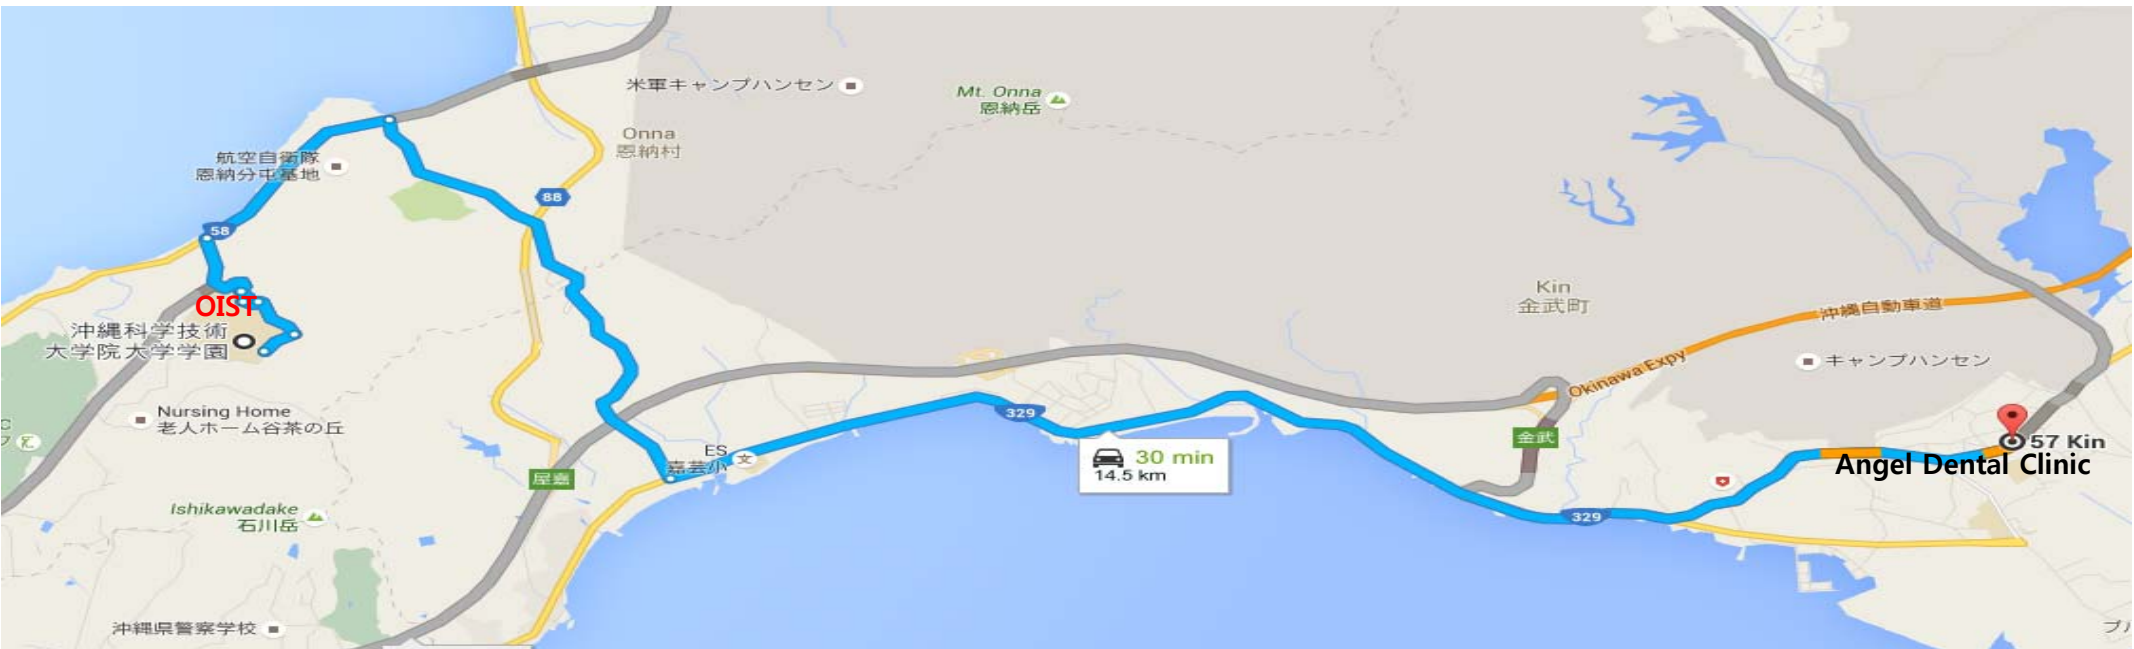 米軍キャンプハンセン
Mt. Onna
恩納岳
Onna
恩納村
航空自衛隊
恩納分屯基地
88
58
OIST
沖縄科学技術
大学院大学学園
Kin
金武町
沖縄自動車道
Okinawa Expy
キャンプハンセン
Nursing Home
老人ホーム谷茶の丘
329
金武
57 Kin
Angel Dental Clinic
ES
嘉芸小
文
30 min
14.5 km
屋嘉
Ishikawadake
石川岳
329
沖縄県警察学校